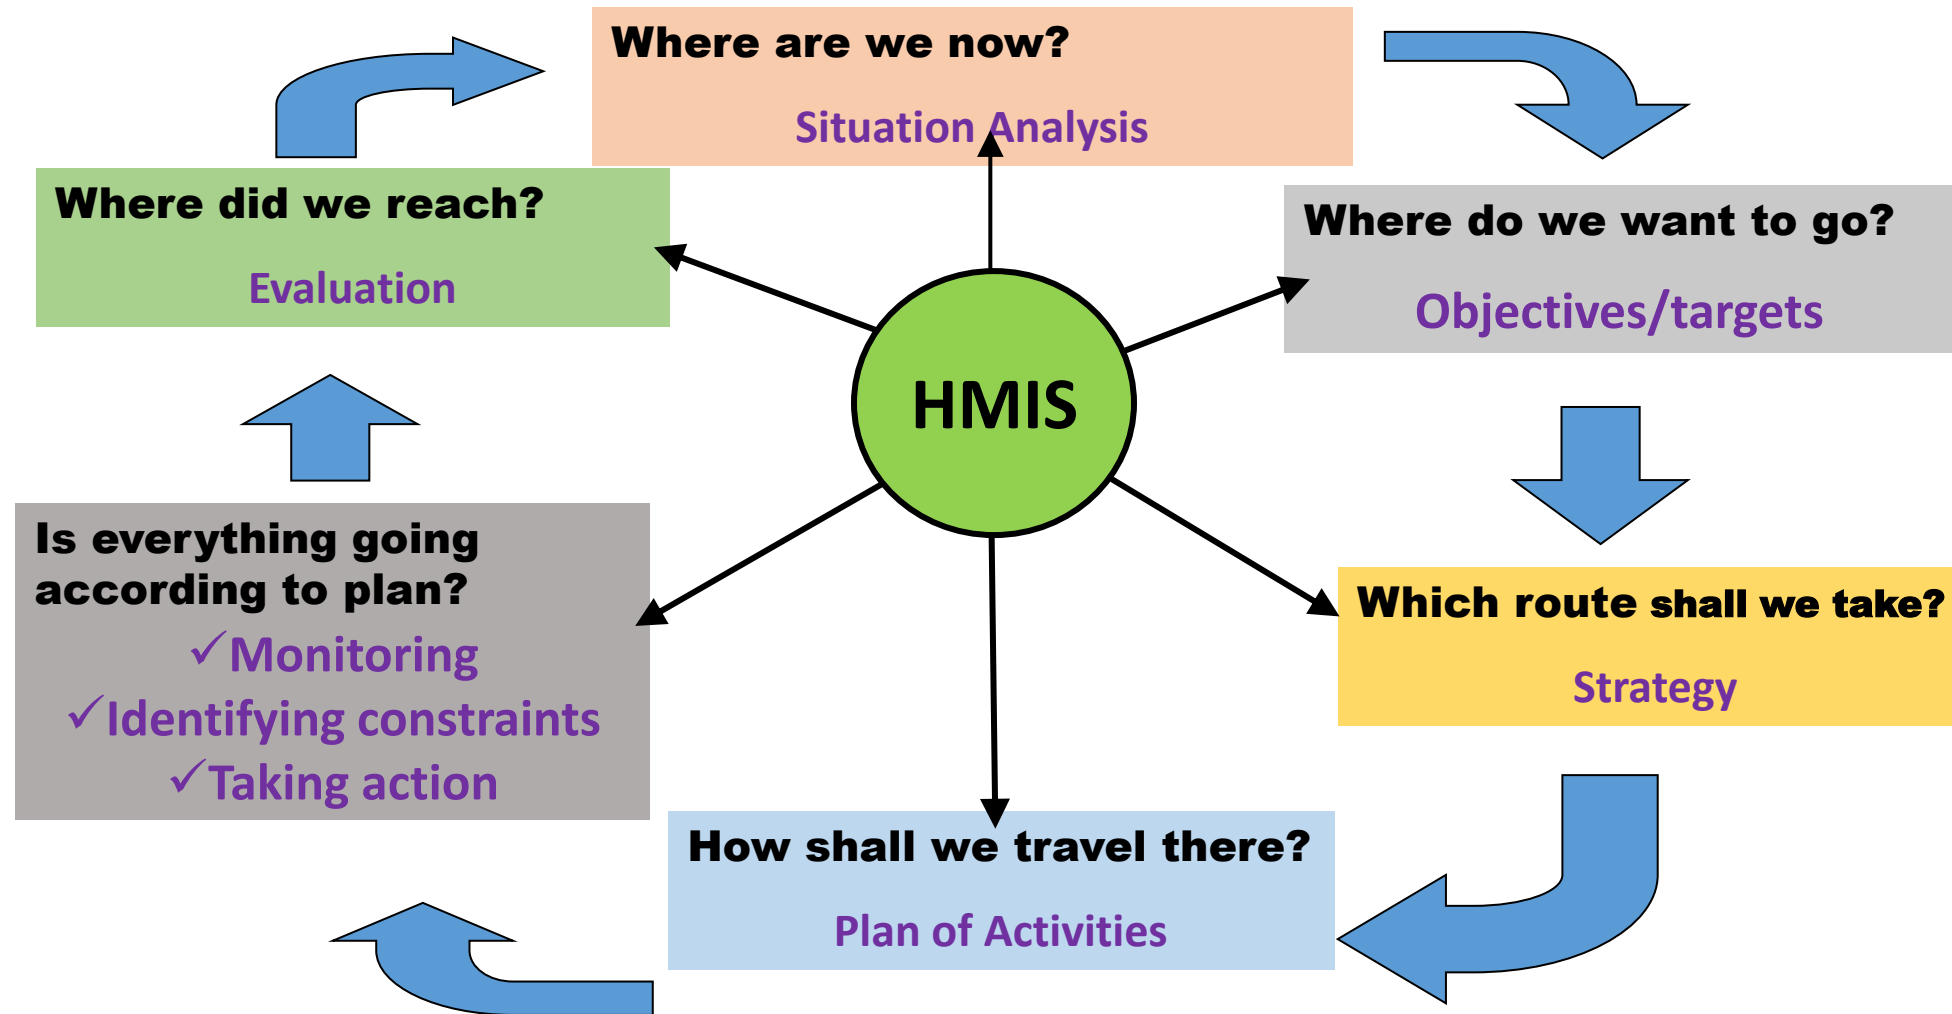 Where are we now?
Situation Analysis
Where do we want to go?
Objectives/targets
Which route shall we take?
Strategy
How shall we travel there?
Plan of Activities
Is everything going
according to plan?
✓Monitoring
✓Identifying constraints
✓Taking action
Where did we reach?
Evaluation
HMIS